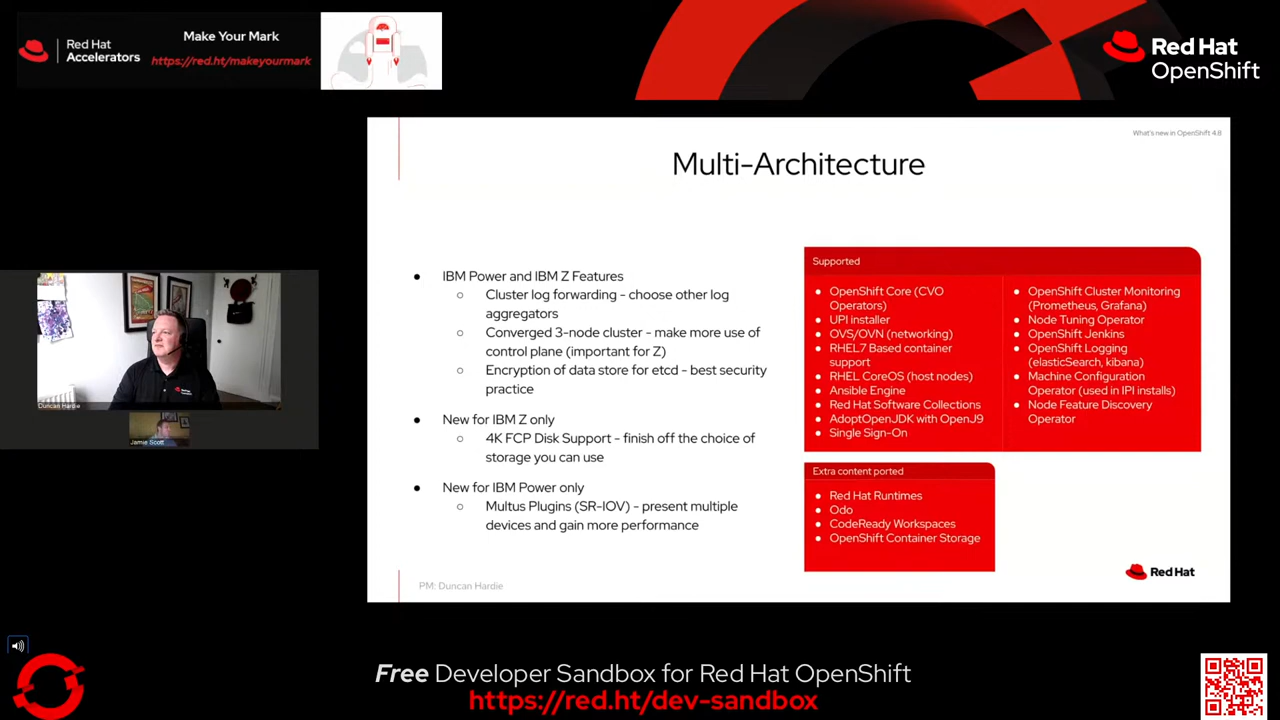 Red Hat
Accelerators
Make Your Mark
https://red.ht/makeyourmark
Red Hat
OpenShift
What's new in OpenShift 4.8
Multi-Architecture
● IBM Power and IBM Z Features
○ Cluster log forwarding - choose other log
aggregators
○ Converged 3-node cluster - make more use of
control plane (important for Z)
○ Encryption of data store for etcd - best security
practice
● New for IBM Z only
○ 4K FCP Disk Support - finish off the choice of
storage you can use
● New for IBM Power only
○ Multus Plugins (SR-IOV) - present multiple
devices and gain more performance
Supported
● OpenShift Core (CVO
Operators)
● UPI installer
● OVS/OVN (networking)
● RHEL7 Based container
support
● RHEL CoreOS (host nodes)
● Ansible Engine
● Red Hat Software Collections
● AdoptOpenJDK with OpenJ9
● Single Sign-On
● OpenShift Cluster Monitoring
(Prometheus, Grafana)
● Node Tuning Operator
● OpenShift Jenkins
● OpenShift Logging
(elasticSearch, kibana)
● Machine Configuration
Operator (used in IPI installs)
● Node Feature Discovery
Operator
Extra content ported
● Red Hat Runtimes
● Odo
● CodeReady Workspaces
● OpenShift Container Storage
PM: Duncan Hardie
Red Hat
Duncan Hardie
Jamie Scott
Free Developer Sandbox for Red Hat OpenShift
https://red.ht/dev-sandbox